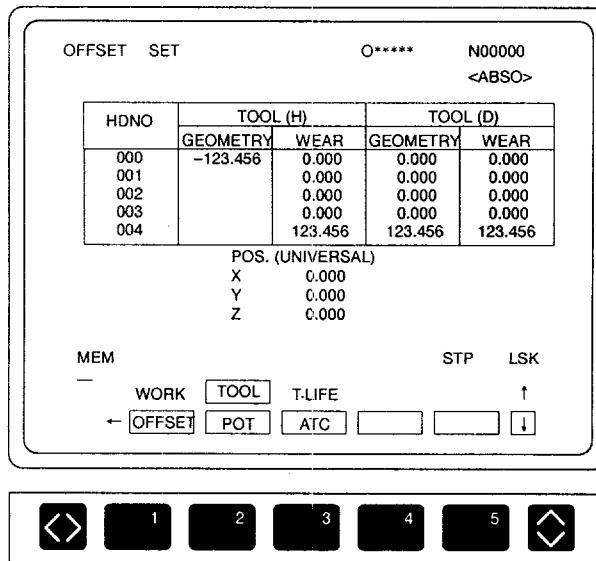 OFFSET SET O***** N00000
<ABSO>
HDNO TOOL (H) TOOL (D)
GEOMETRY WEAR GEOMETRY WEAR
000 −123.456 0.000 0.000 0.000
001 0.000 0.000 0.000
002 0.000 0.000 0.000
003 0.000 0.000 0.000
004 123.456 123.456 123.456
POS. (UNIVERSAL)
X 0.000
Y 0.000
Z 0.000
MEM STP LSK
WORK TOOL T-LIFE ↑
← OFFSET POT ATC ↓
1 2 3 4 5